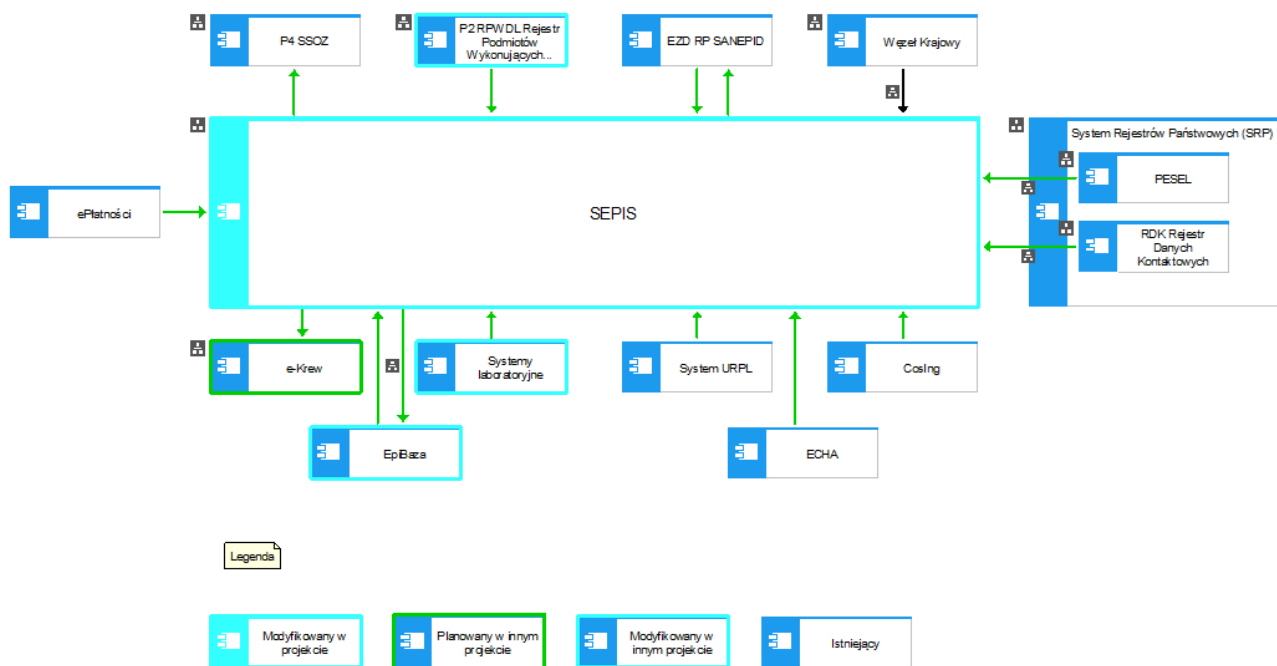 P4 SSOZ
P2 RPWDL Rejestr
Podmiotów
Wykonujących...
EZD RP SANEPID
Węzeł Krajowy
System Rejestrów Państwowych (SRP)
PESEL
ePłatności
SEPIS
RDK Rejestr
Danych
Kontaktowych
e-Krew
Systemy
laboratoryjne
System URPL
CosIng
EpiBaza
ECHA
Legenda
Modyfikowany w
projekcie
Planowany w innym
projekcie
Modyfikowany w
innym projekcie
Istniejący